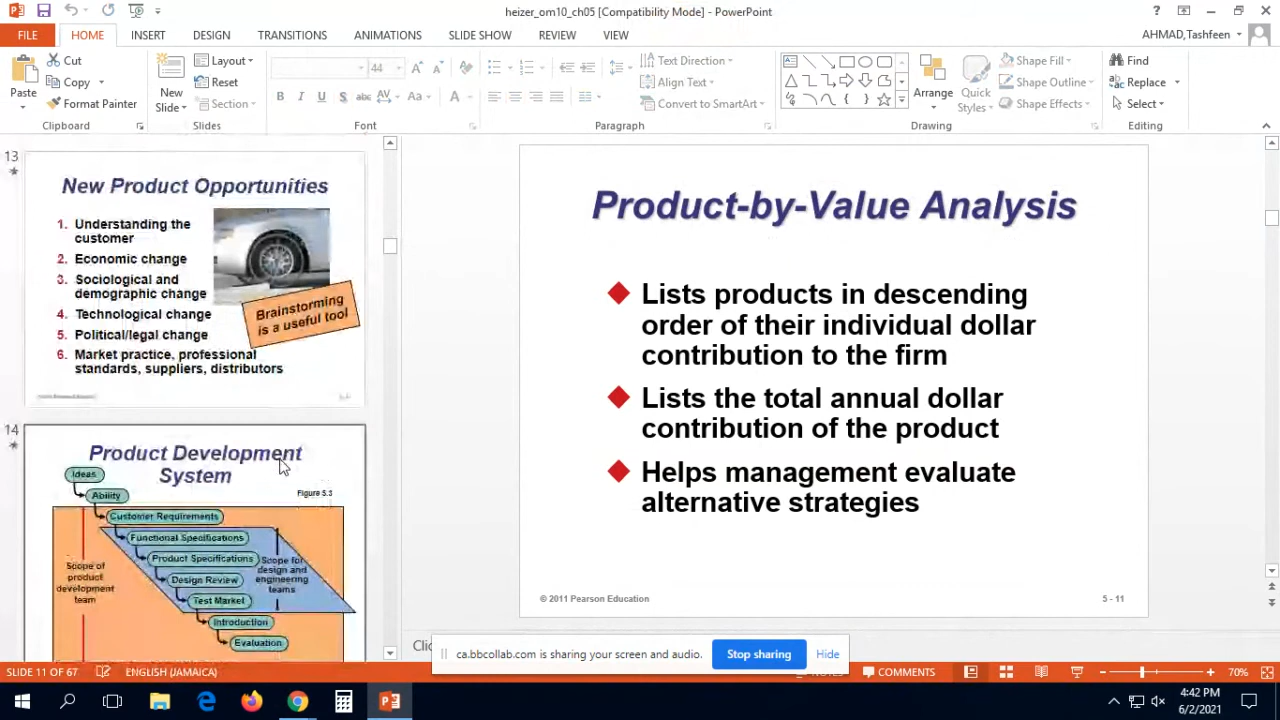 heizer_om10_ch05 [Compatibility Mode] - PowerPoint
FILE HOME INSERT DESIGN TRANSITIONS ANIMATIONS SLIDE SHOW REVIEW VIEW
AHMAD,Tashfeen
Paste
Cut
Copy
Format Painter
Clipboard
New
Slide
Layout
Reset
Section
Slides
44
B I U S abc AV Aa A
Font
Text Direction
Align Text
Convert to SmartArt
Paragraph
Arrange
Quick
Styles
Shape Fill
Shape Outline
Shape Effects
Drawing
Find
Replace
Select
Editing
13
New Product Opportunities
1. Understanding the
customer
2. Economic change
3. Sociological and
demographic change
4. Technological change
5. Political/legal change
6. Market practice, professional
standards, suppliers, distributors
Brainstorming
is a useful tool
14
Product Development
System
Figure 5.3
Ideas
Ability
Customer Requirements
Functional Specifications
Product Specifications
Design Review
Test Market
Introduction
Evaluation
Scope of
product
development
team
Scope for
design and
engineering
teams
Product-by-Value Analysis
Lists products in descending
order of their individual dollar
contribution to the firm
Lists the total annual dollar
contribution of the product
Helps management evaluate
alternative strategies
© 2011 Pearson Education
5 - 11
ca.bbcollab.com is sharing your screen and audio.
Stop sharing
Hide
SLIDE 11 OF 67
ENGLISH (JAMAICA)
COMMENTS
70%
4:42 PM
6/2/2021